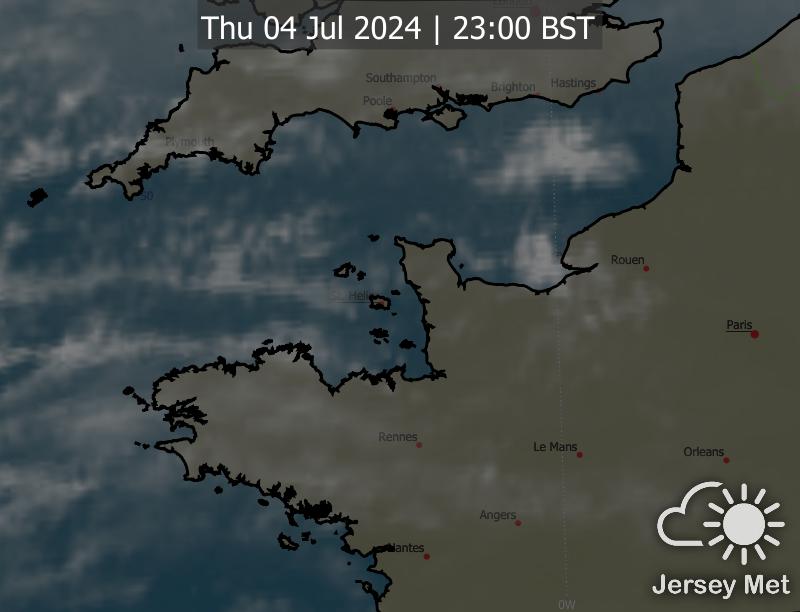 Thu 04 Jul 2024 | 23:00 BST
Southampton
Brighton
Hastings
Poole
Plymouth
50
Rouen
St. Helier
Paris
Rennes
Le Mans
Orleans
Angers
Nantes
Jersey Met
0W